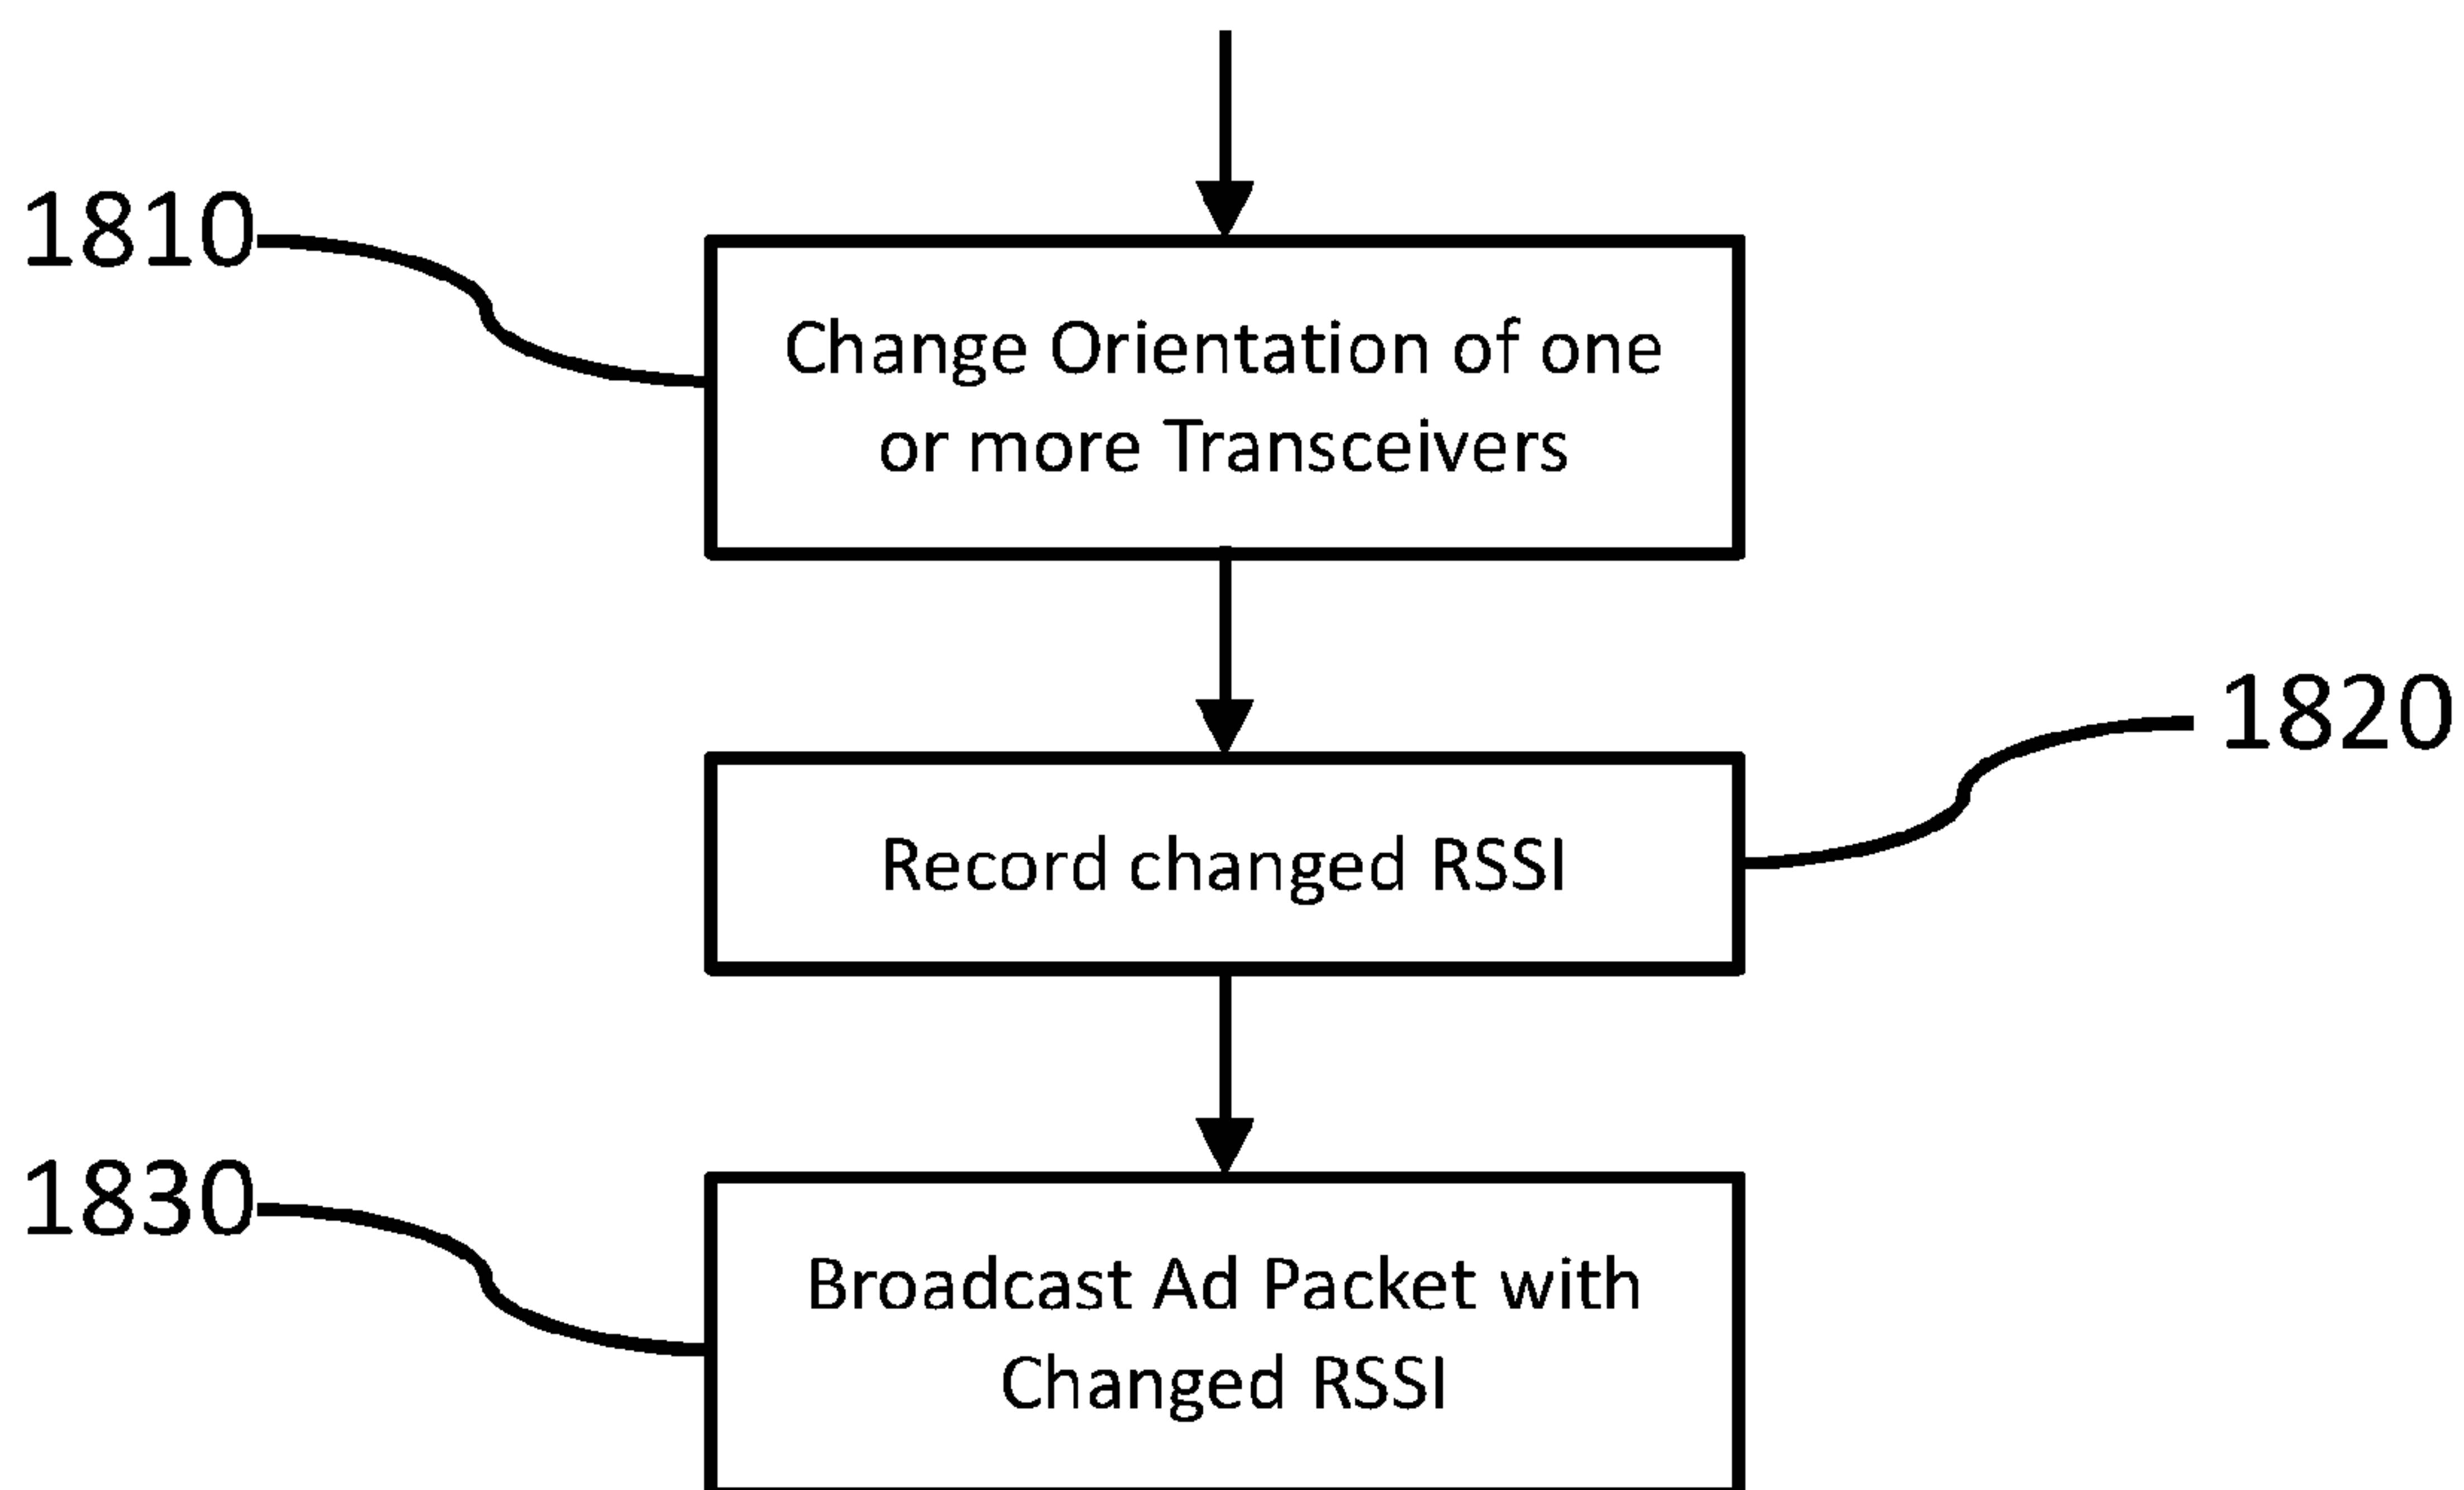 1810
Change Orientation of one
or more Transceivers
1820
Record changed RSSI
1830
Broadcast Ad Packet with
Changed RSSI